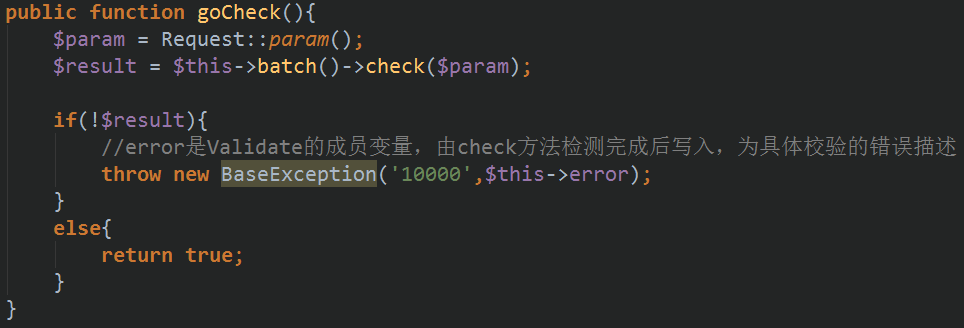 public function goCheck(){
    $param = Request::param();
    $result = $this->batch()->check($param);

    if(!$result){
        //error是Validate的成员变量，由check方法检测完成后写入，为具体校验的错误描述
        throw new BaseException('10000',$this->error);
    }
    else{
        return true;
    }
}